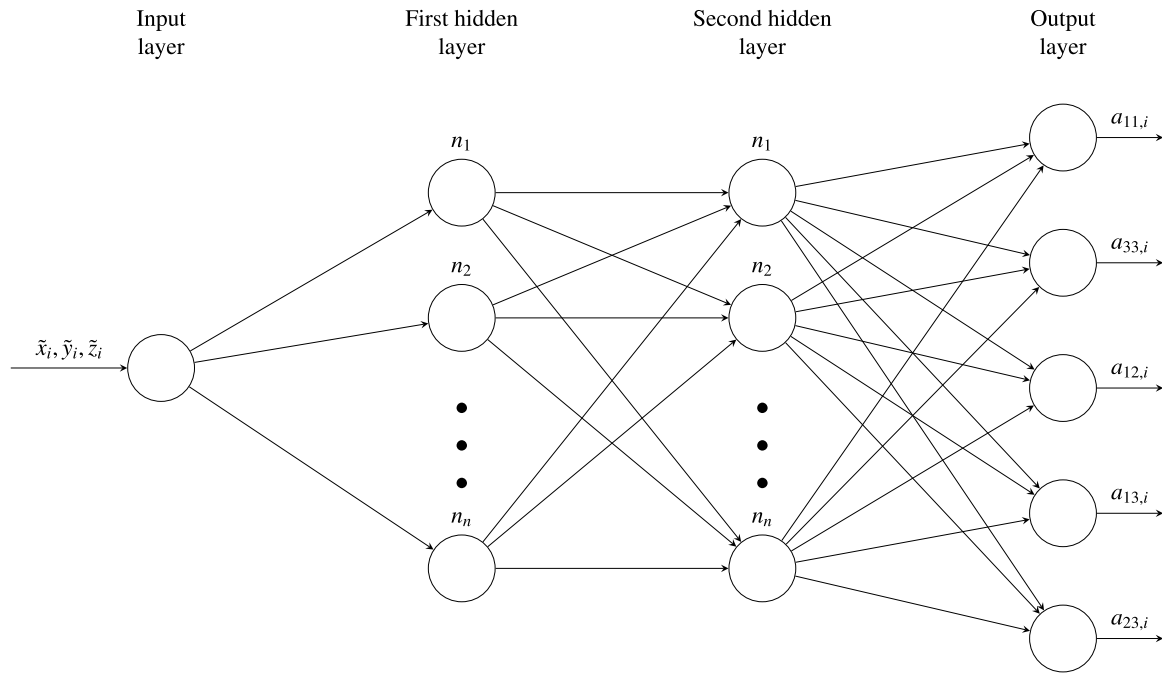 Input
layer
First hidden
layer
Second hidden
layer
Output
layer
x̃ᵢ, ỹᵢ, z̃ᵢ
n₁
n₂
nₙ
n₁
n₂
nₙ
a₁₁,ᵢ
a₃₃,ᵢ
a₁₂,ᵢ
a₁₃,ᵢ
a₂₃,ᵢ